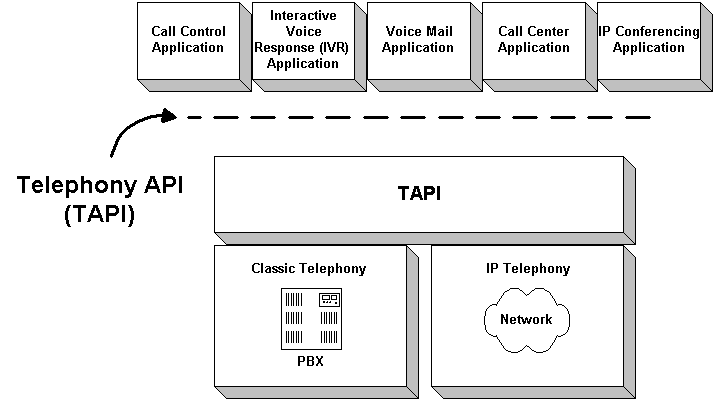 Call Control
Application
Interactive
Voice
Response (IVR)
Application
Voice Mail
Application
Call Center
Application
IP Conferencing
Application
Telephony API
(TAPI)
TAPI
Classic Telephony
PBX
IP Telephony
Network